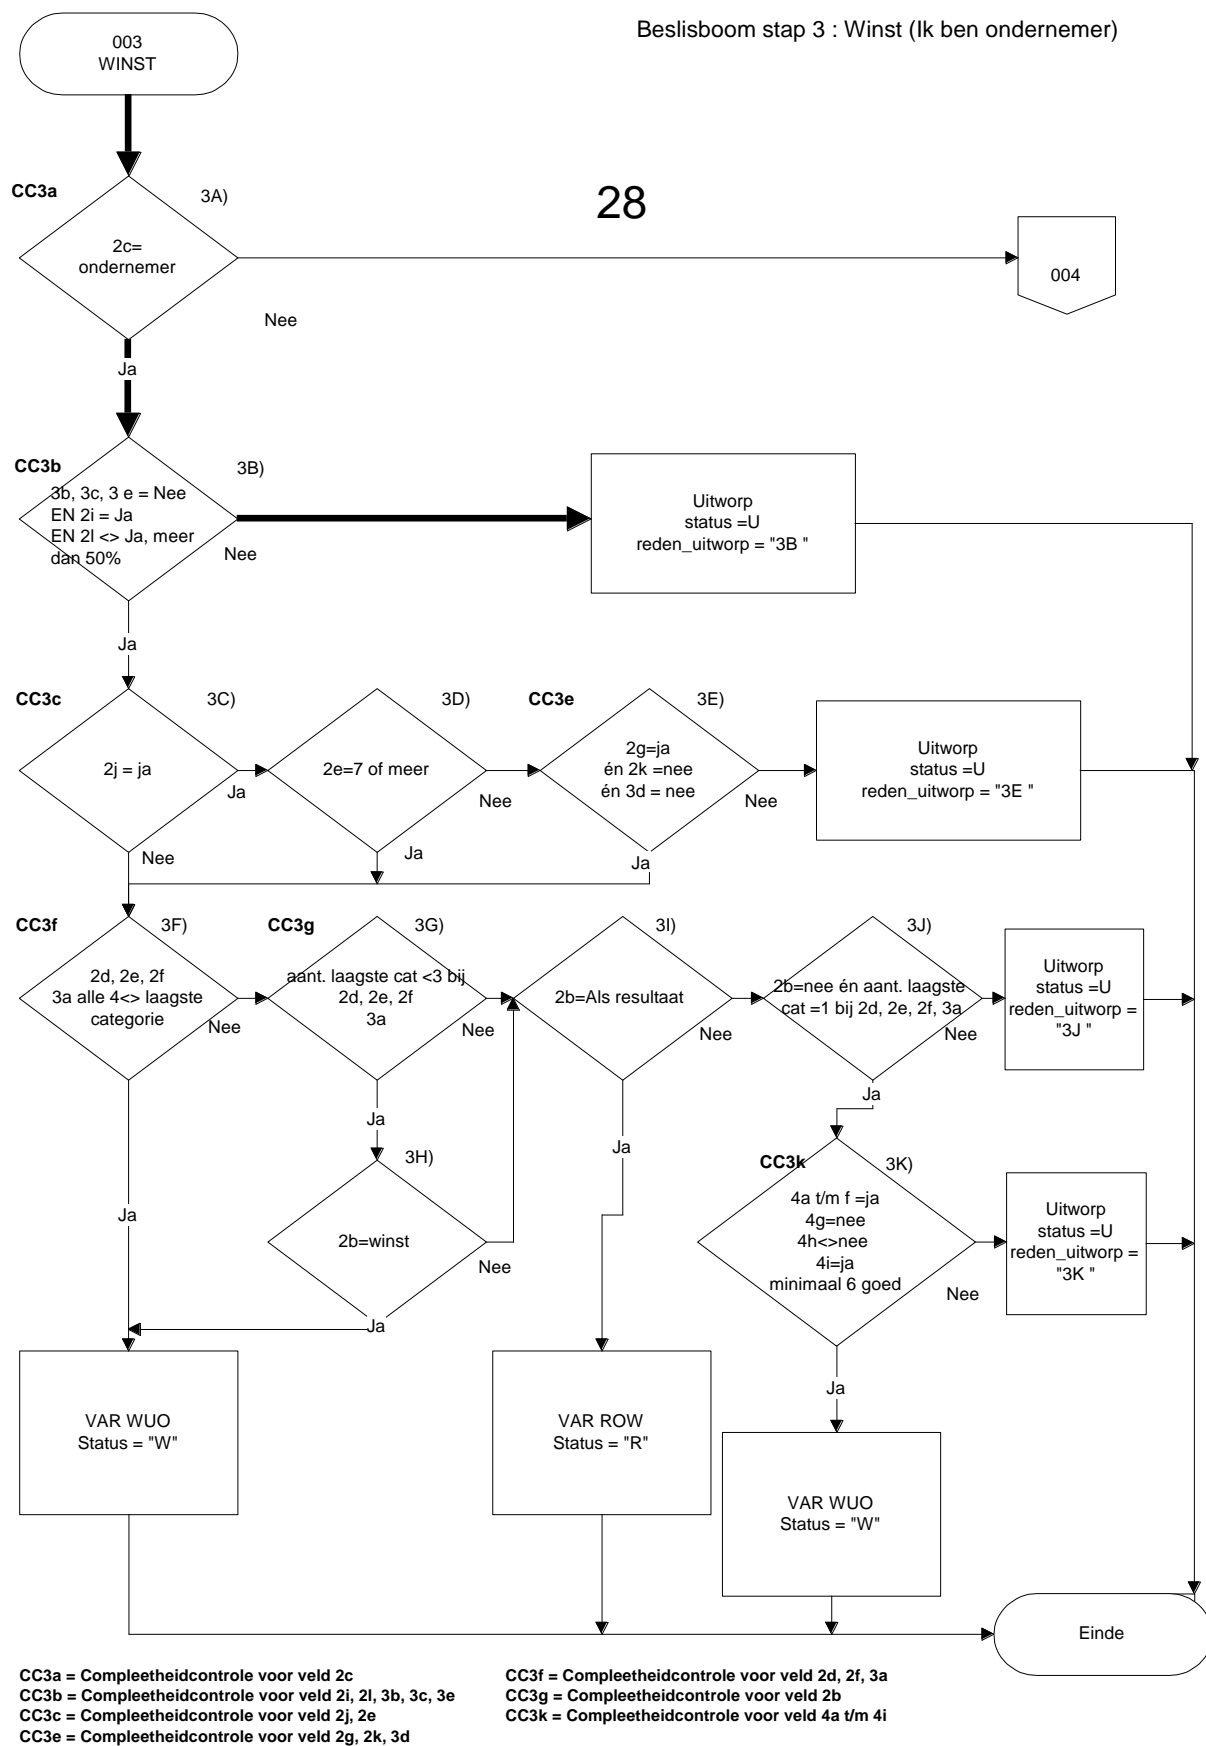 Beslisboom stap 3 : Winst (Ik ben ondernemer)
003
WINST
28
CC3a
3A)
2c=
ondernemer
004
Nee
Ja
CC3b
3B)
3b, 3c, 3 e = Nee
EN 2i = Ja
EN 2l <> Ja, meer
dan 50%
Nee
Uitworp
status =U
reden_uitworp = "3B "
Ja
CC3c
3C)
2j = ja
Ja
Nee
3D)
2e=7 of meer
Nee
Ja
CC3e
3E)
2g=ja
én 2k =nee
én 3d = nee
Nee
Ja
Uitworp
status =U
reden_uitworp = "3E "
CC3f
3F)
2d, 2e, 2f
3a alle 4<> laagste
categorie
Nee
Ja
CC3g
3G)
aant. laagste cat <3 bij
2d, 2e, 2f
3a
Nee
Ja
3I)
2b=Als resultaat
Nee
Ja
3J)
2b=nee én aant. laagste
cat =1 bij 2d, 2e, 2f, 3a
Nee
Ja
Uitworp
status =U
reden_uitworp =
"3J "
3H)
2b=winst
Nee
Ja
CC3k
3K)
4a t/m f =ja
4g=nee
4h<>nee
4i=ja
minimaal 6 goed
Nee
Ja
Uitworp
status =U
reden_uitworp =
"3K "
VAR WUO
Status = "W"
VAR ROW
Status = "R"
VAR WUO
Status = "W"
Einde
CC3a = Compleetheidcontrole voor veld 2c
CC3b = Compleetheidcontrole voor veld 2i, 2l, 3b, 3c, 3e
CC3c = Compleetheidcontrole voor veld 2j, 2e
CC3e = Compleetheidcontrole voor veld 2g, 2k, 3d
CC3f = Compleetheidcontrole voor veld 2d, 2f, 3a
CC3g = Compleetheidcontrole voor veld 2b
CC3k = Compleetheidcontrole voor veld 4a t/m 4i